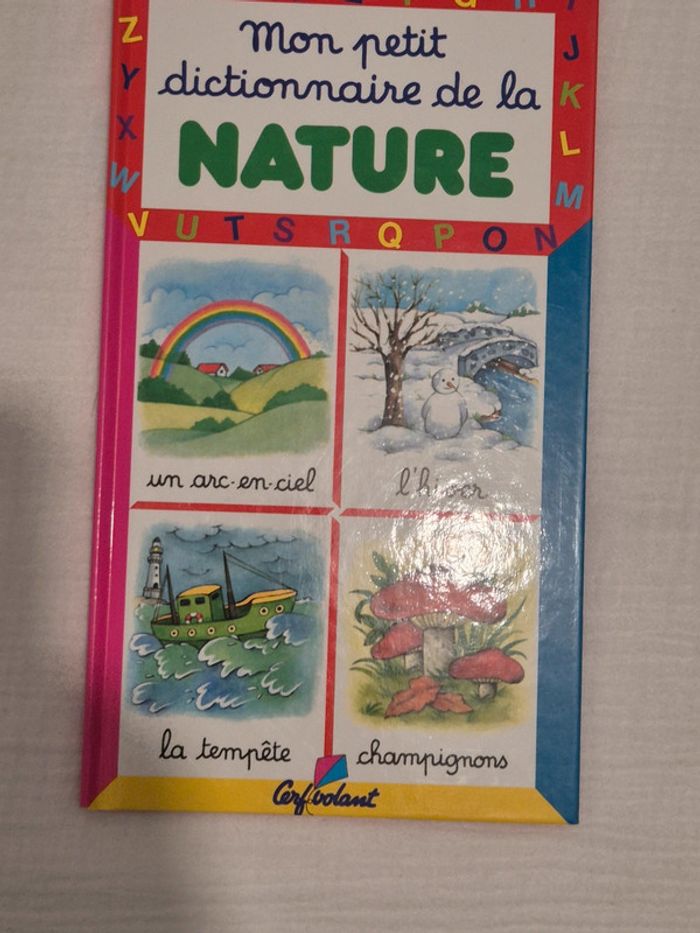 Mon petit
dictionnaire de la
NATURE
Z
Y
X
W
V U T S R Q P O N
J
K
L
M
un arc-en-ciel
l'hiver
la tempête
champignons
Cerf volant